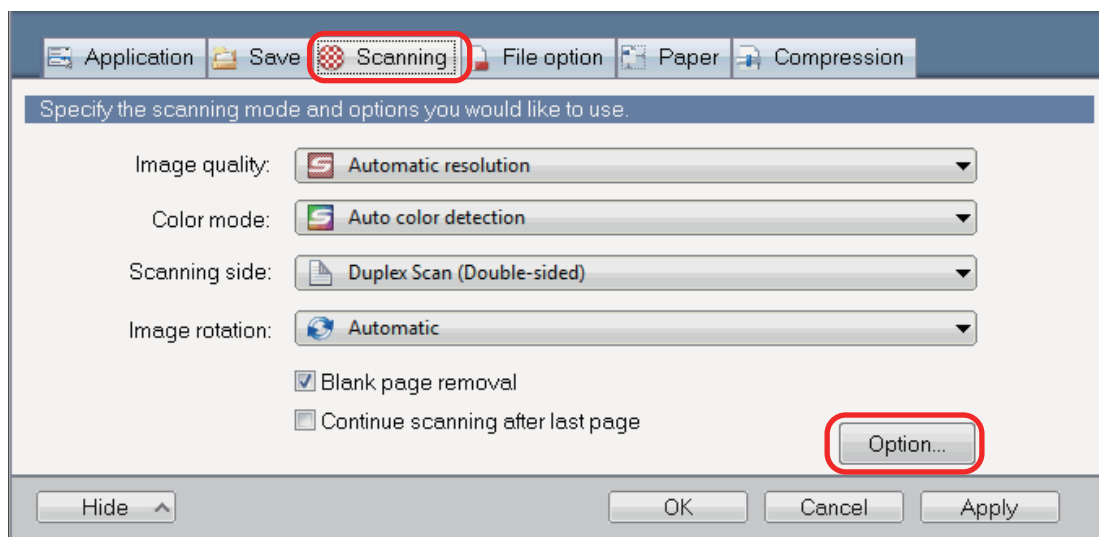 Application Save Scanning File option Paper Compression
Specify the scanning mode and options you would like to use.
Image quality: Automatic resolution
Color mode: Auto color detection
Scanning side: Duplex Scan (Double-sided)
Image rotation: Automatic
Blank page removal
Continue scanning after last page
Option...
Hide OK Cancel Apply